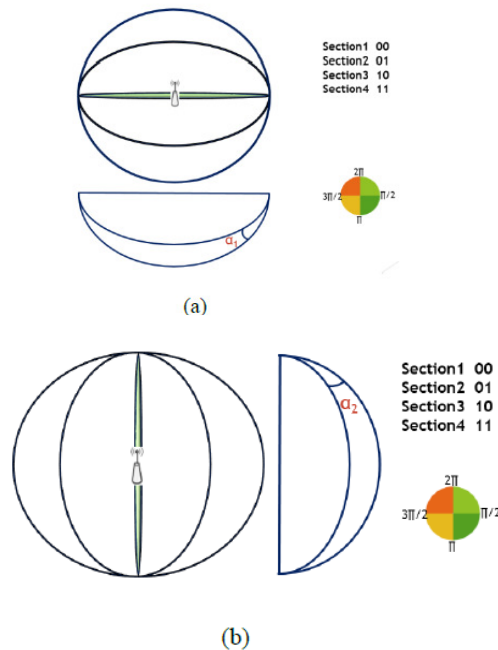 Section1 00
Section2 01
Section3 10
Section4 11
2Π
3Π/2 Π/2
Π
α1
(a)
Section1 00
Section2 01
Section3 10
Section4 11
α2
2Π
3Π/2 Π/2
Π
(b)